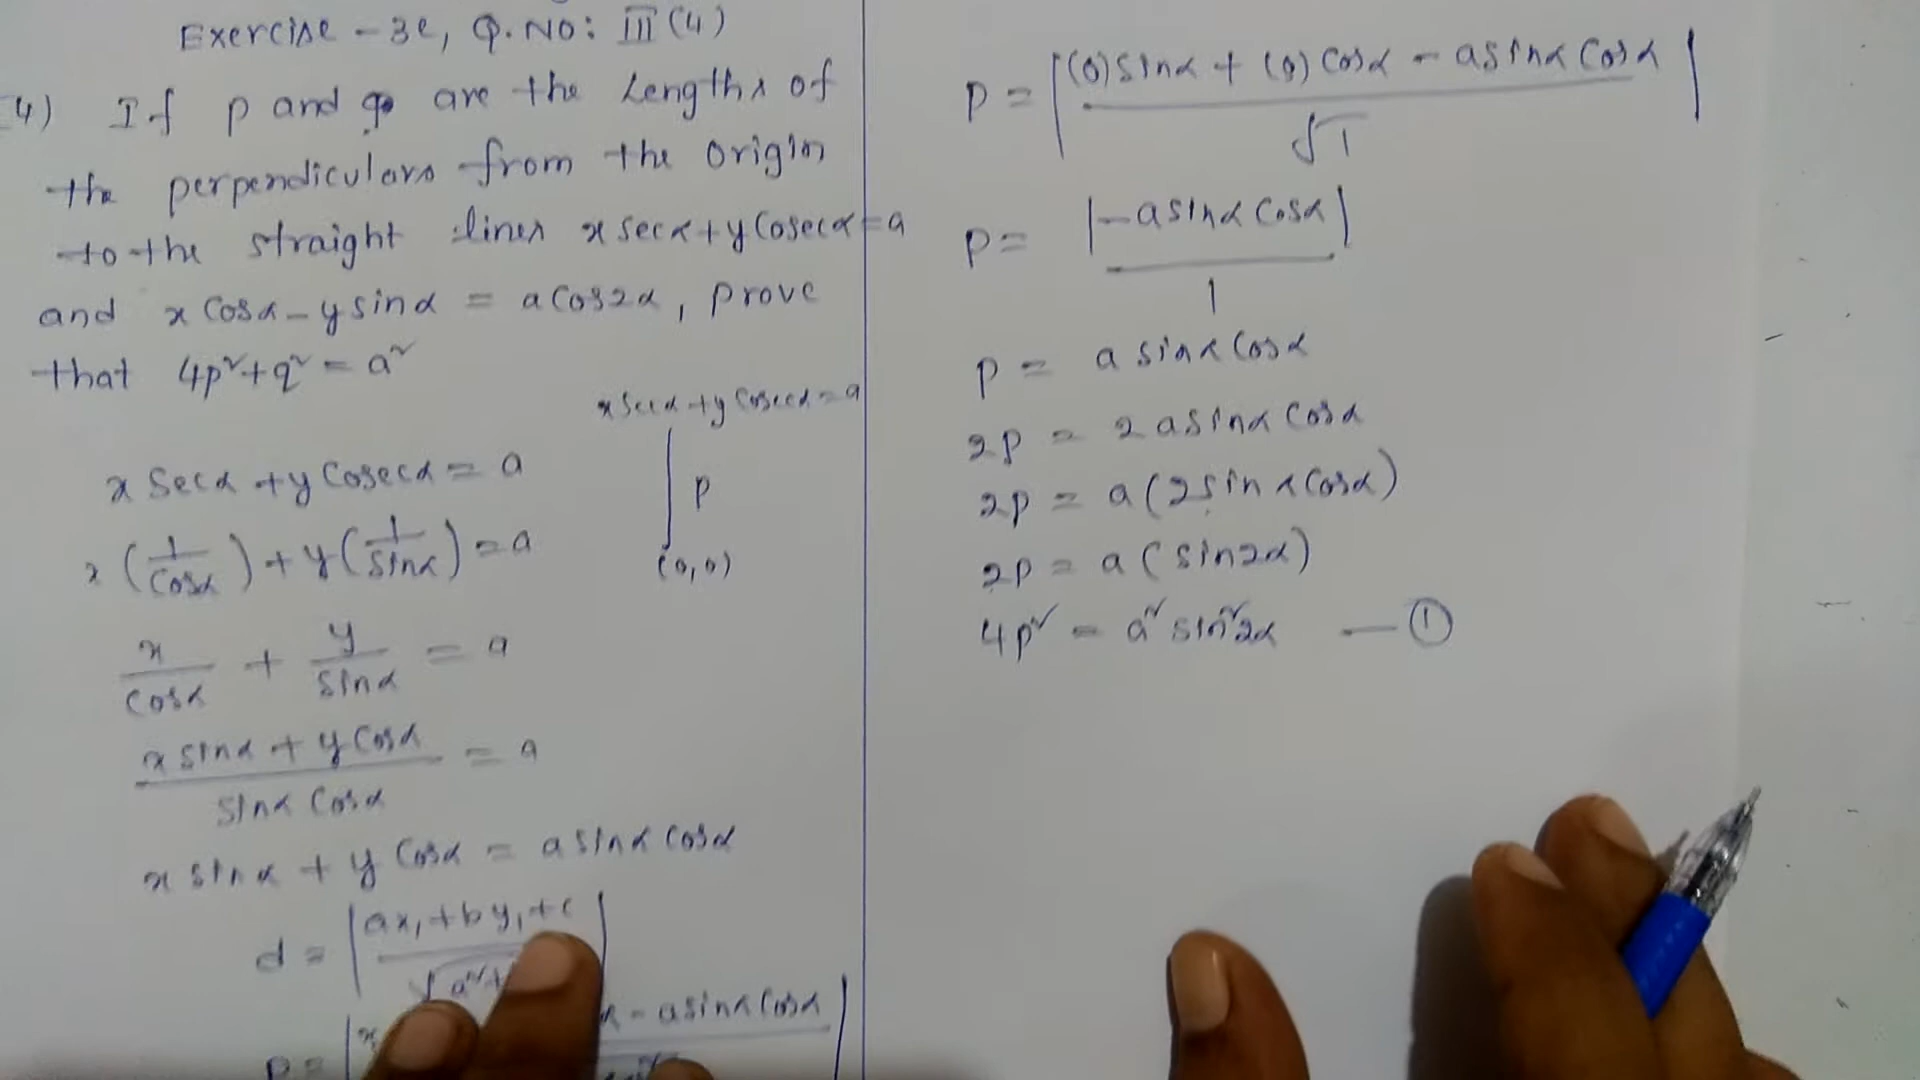 Exercise - 3e, Q.NO: III (4)
4) If p and q are the lengths of
the perpendiculars from the origin
to the straight lines x secα + y cosecα = a
and x cosα - y sinα = a cos2α, prove
that 4p² + q² = a²
x secα + y cosecα = a
p
(0,0)
x secα + y cosecα = a
x (1/cosα) + y (1/sinα) = a
x/cosα + y/sinα = a
x sinα + y cosα / sinα cosα = a
x sinα + y cosα = a sinα cosα
d = | ax₁ + by₁ + c / √a²+
p = | x - a sinα cosα |
p = | (0) sinα + (0) cosα - a sinα cosα / √1 |
p = |-a sinα cosα| / 1
p = a sinα cosα
2p = 2 a sinα cosα
2p = a (2 sinα cosα)
2p = a (sin2α)
4p² = a² sin²2α — ①